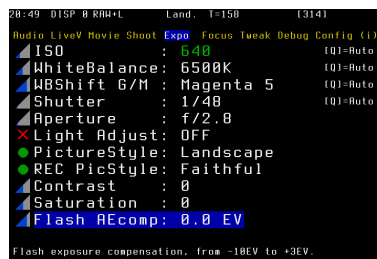 20:49 DISP 0 RAW+L Land. T=158 [314]
Audio LiveV Movie Shoot Expo Focus Tweak Debug Config (i)
ISO : 640 [Q]=Auto
WhiteBalance: 6500K [Q]=Auto
WBShift G/M : Magenta 5 [Q]=Auto
Shutter : 1/48 [Q]=Auto
Aperture : f/2.8
Light Adjust: OFF
PictureStyle: Landscape
REC PicStyle: Faithful
Contrast : 0
Saturation : 0
Flash AEcomp: 0.0 EV
Flash exposure compensation, from -10EV to +3EV.